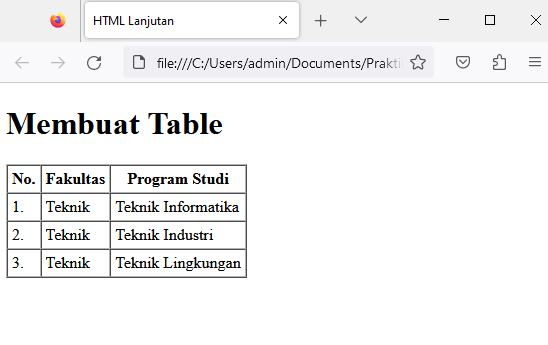 HTML Lanjutan
file:///C:/Users/admin/Documents/Prakti
Membuat Table
No. Fakultas Program Studi
1. Teknik Teknik Informatika
2. Teknik Teknik Industri
3. Teknik Teknik Lingkungan